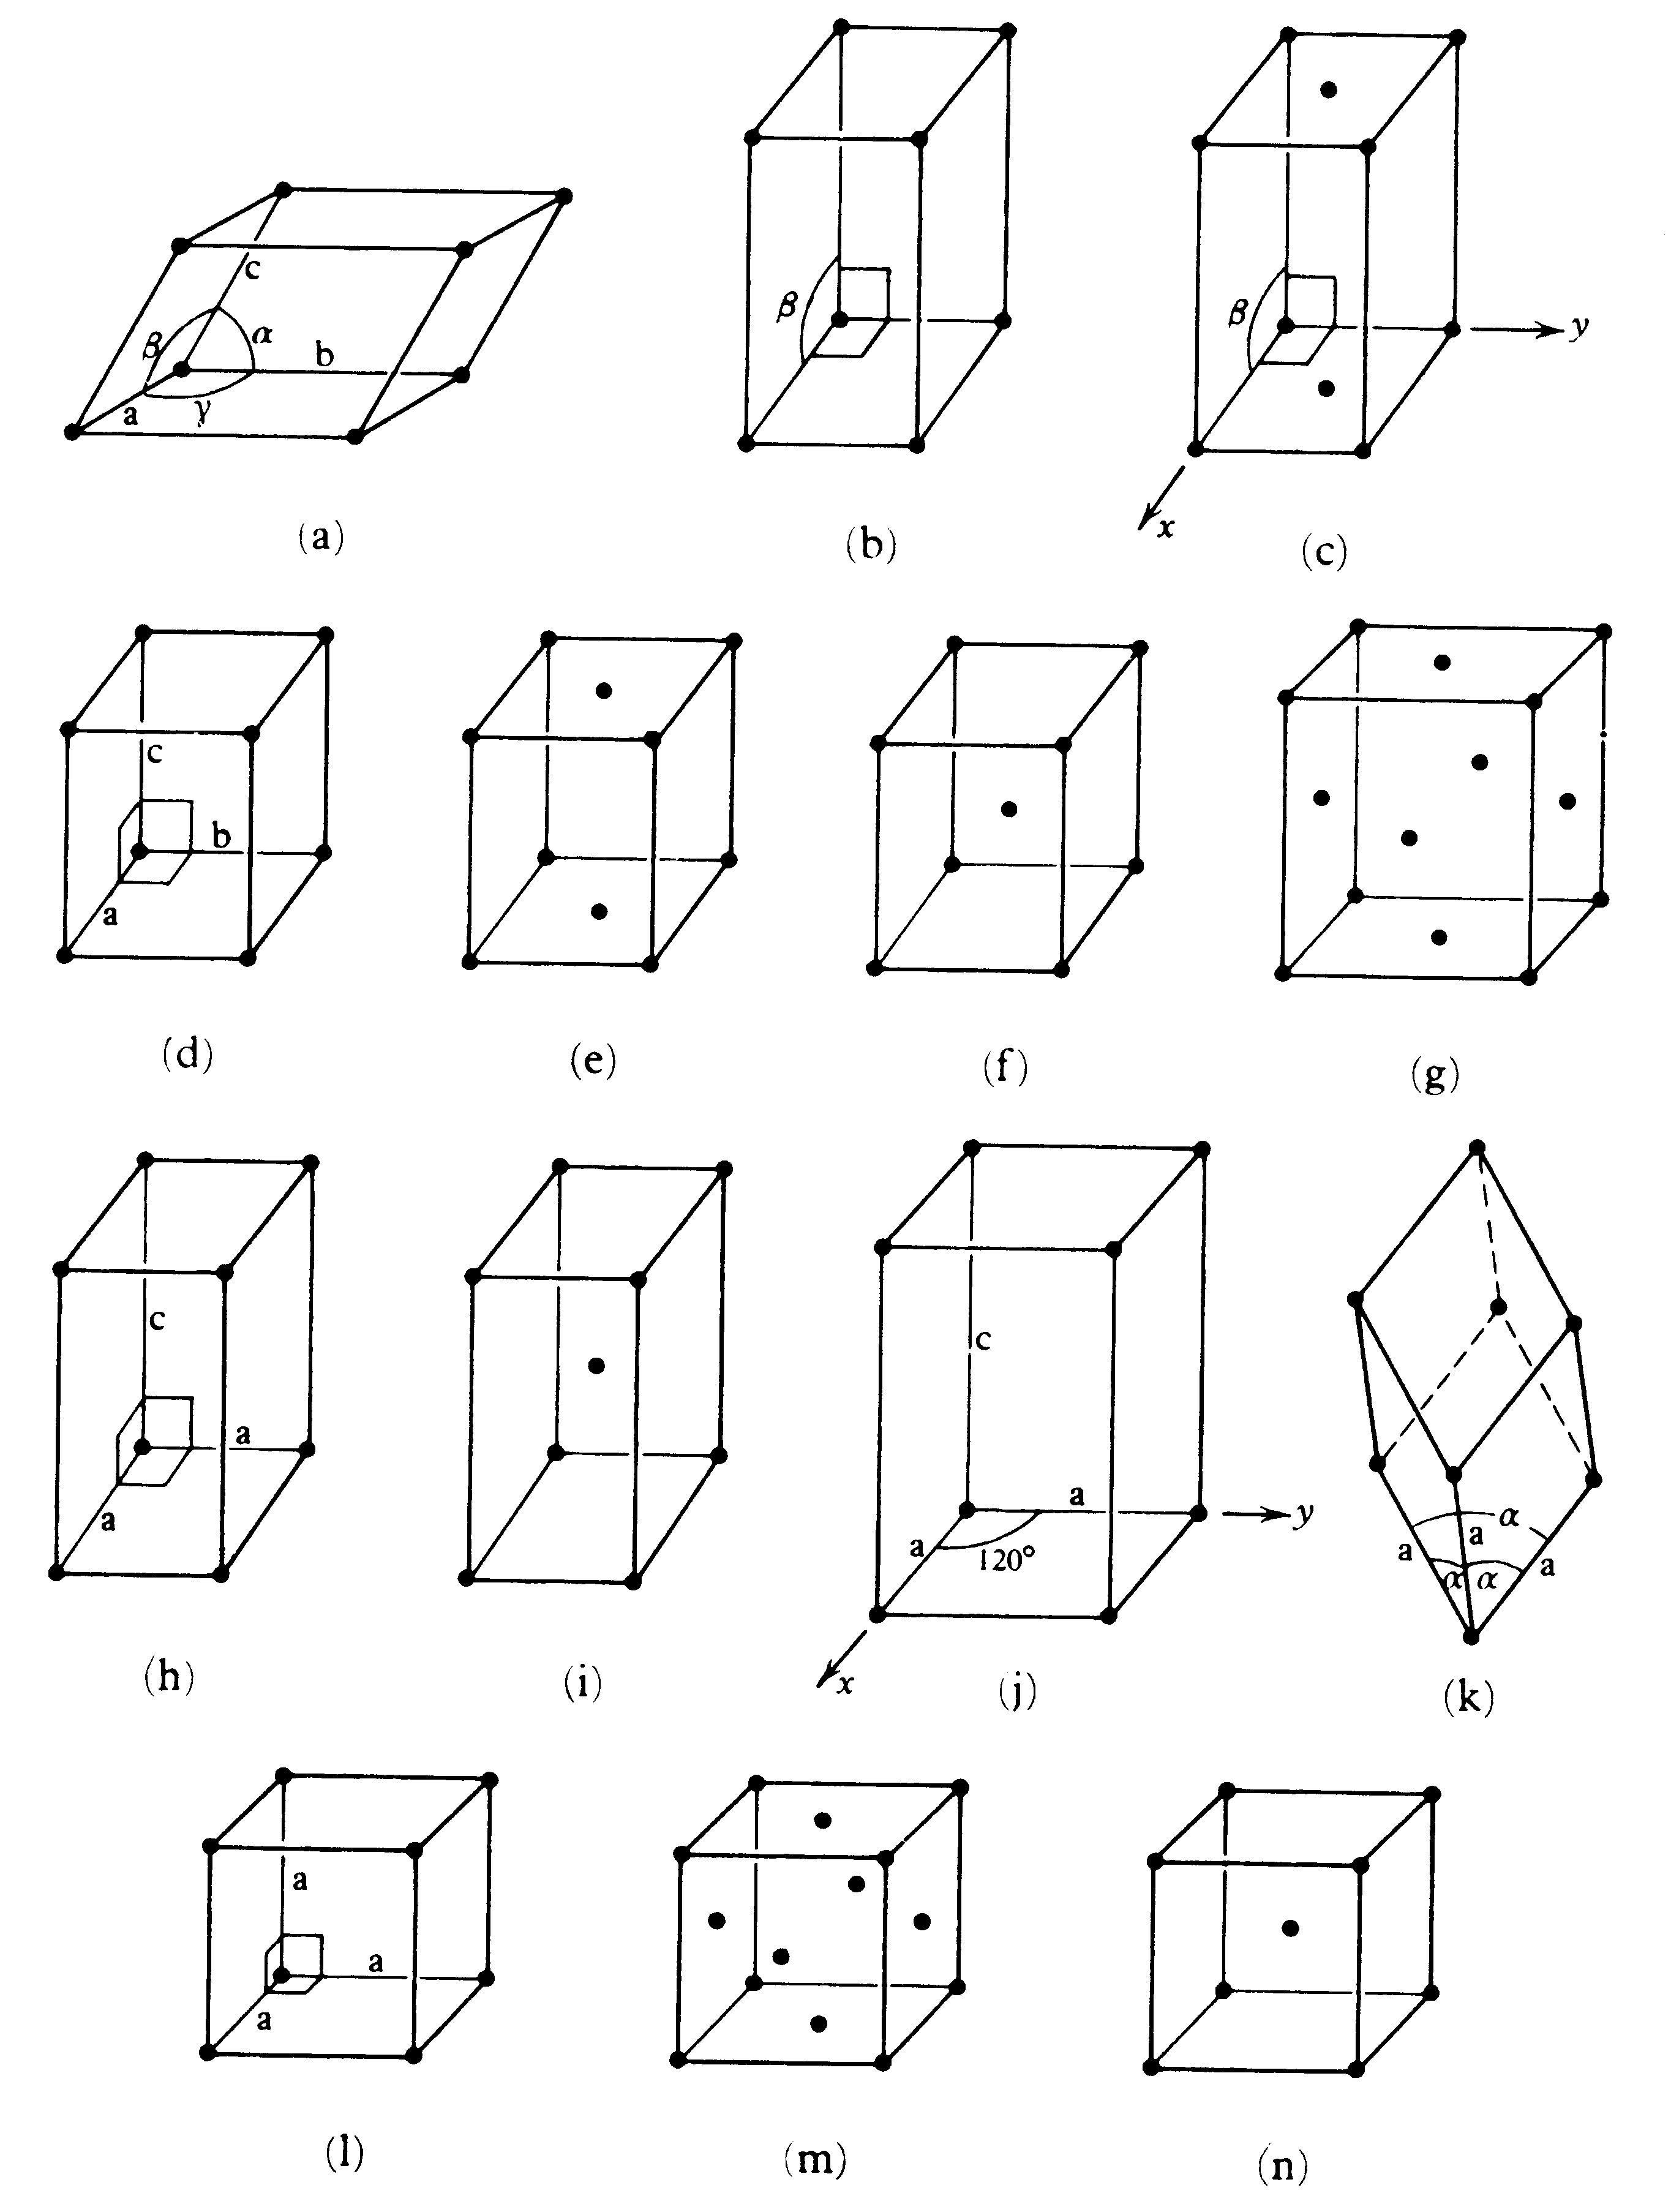 c
β α b
a γ
(a)
β
(b)
β y
x
(c)
c
b
a
(d)
(e)
(f)
(g)
c
a
a
(h)
(i)
c
a y
a 120°
x
(j)
α
a a a
α α
(k)
a
a
a
(l)
(m)
(n)